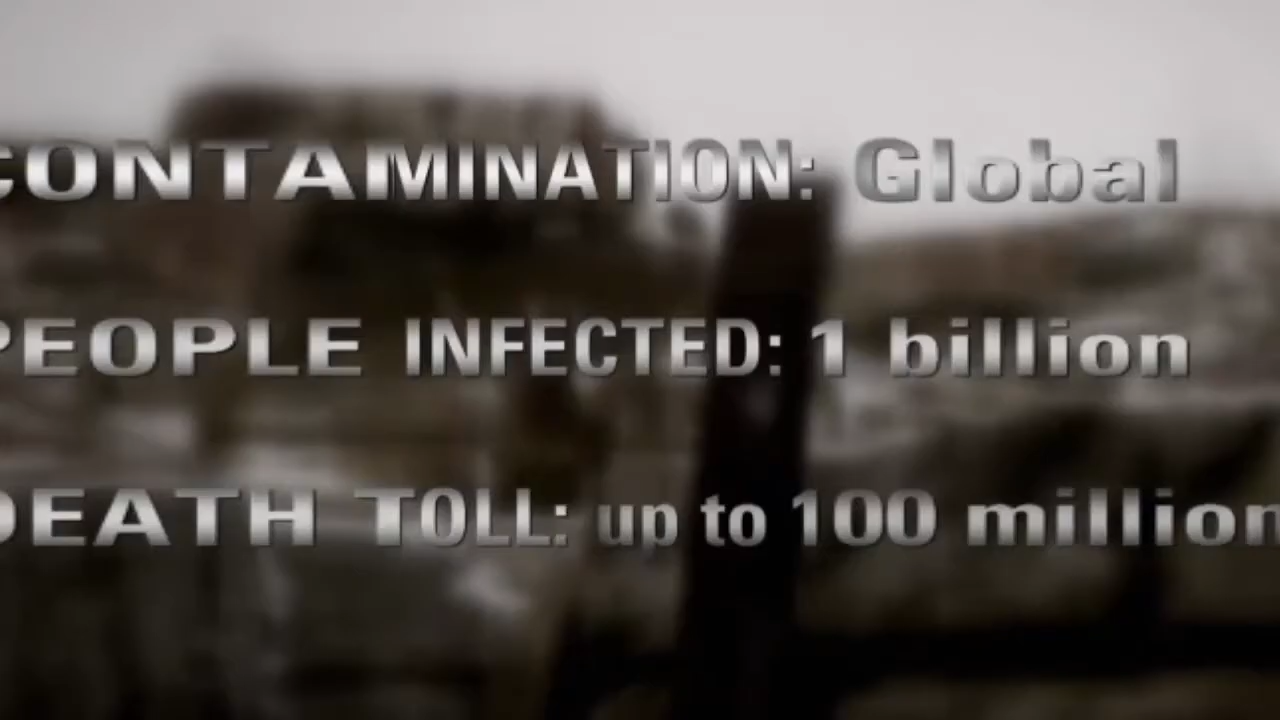 CONTAMINATION: Global
PEOPLE INFECTED: 1 billion
DEATH TOLL: up to 100 million